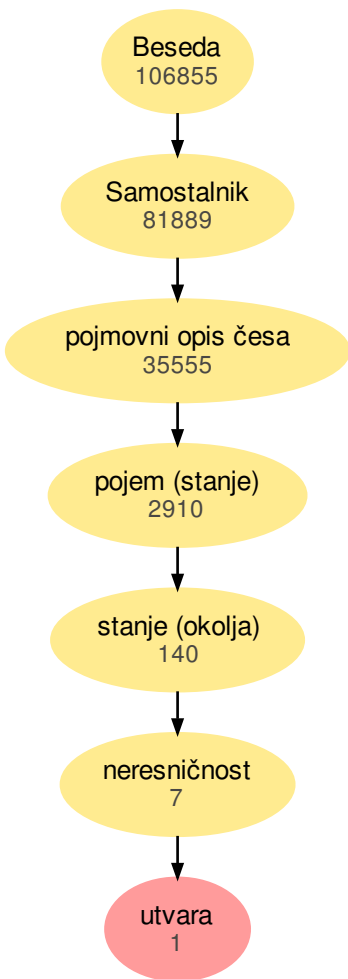 Beseda
106855
Samostalnik
81889
pojmovni opis česa
35555
pojem (stanje)
2910
stanje (okolja)
140
neresničnost
7
utvara
1